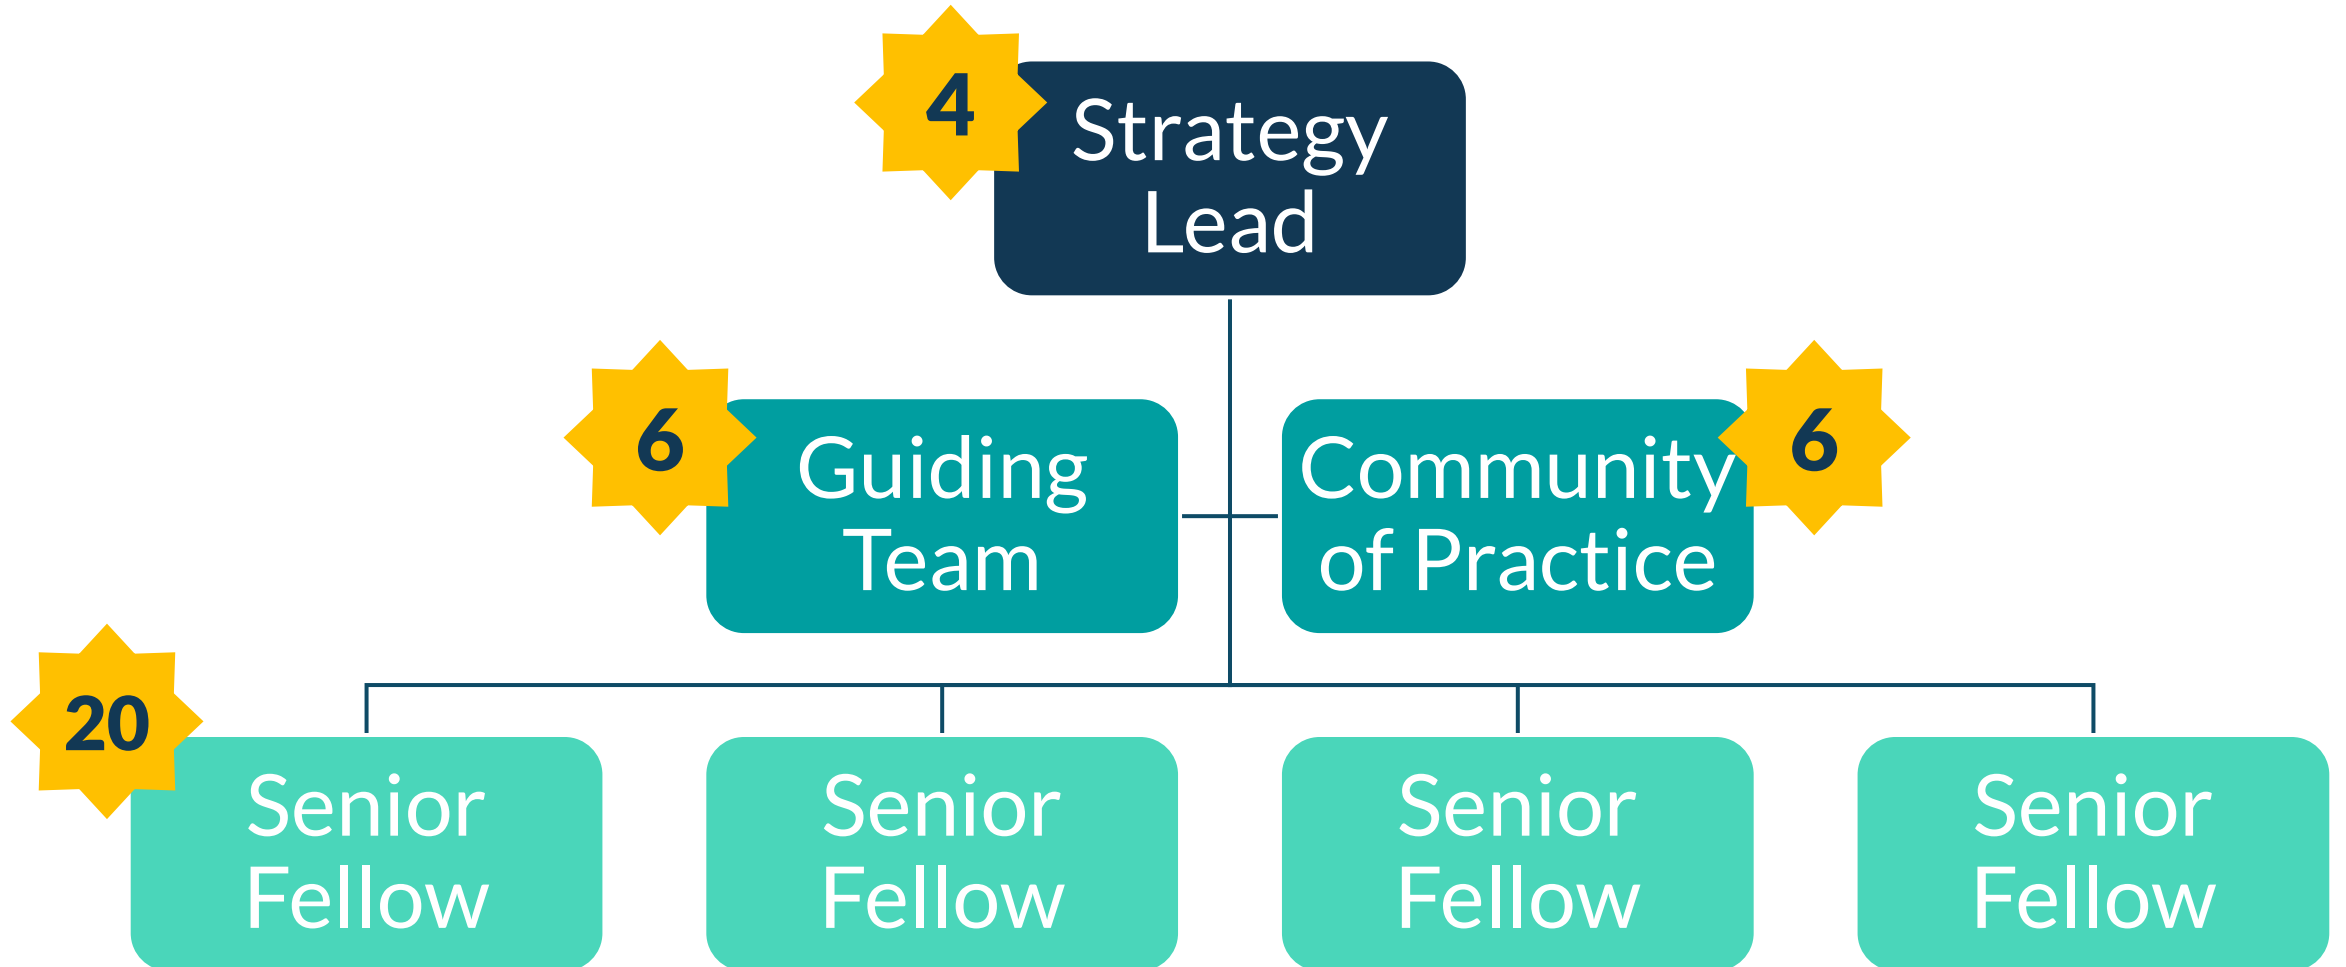 4
Strategy
Lead
6
Guiding
Team
Community
of Practice
6
20
Senior
Fellow
Senior
Fellow
Senior
Fellow
Senior
Fellow